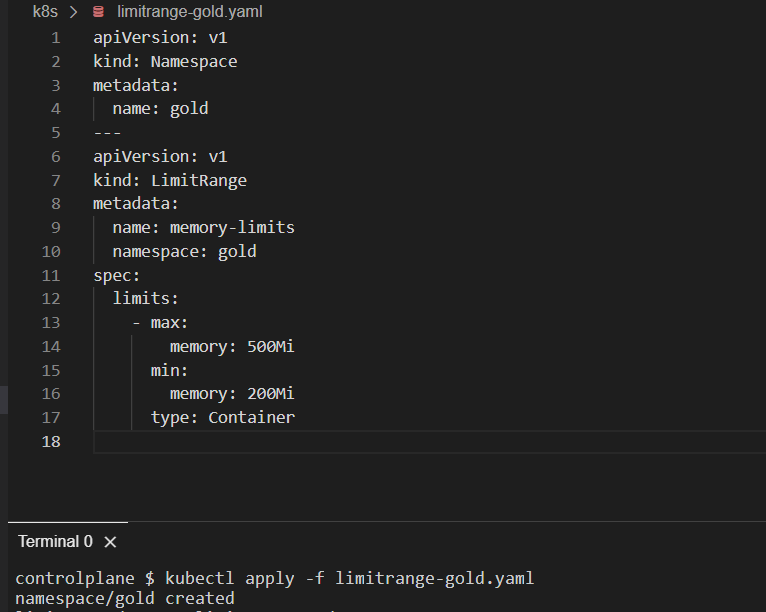 k8s > limitrange-gold.yaml
1 apiVersion: v1
2 kind: Namespace
3 metadata:
4   name: gold
5 ---
6 apiVersion: v1
7 kind: LimitRange
8 metadata:
9   name: memory-limits
10   namespace: gold
11 spec:
12   limits:
13     - max:
14         memory: 500Mi
15       min:
16         memory: 200Mi
17       type: Container
18
Terminal 0 ×
controlplane $ kubectl apply -f limitrange-gold.yaml
namespace/gold created